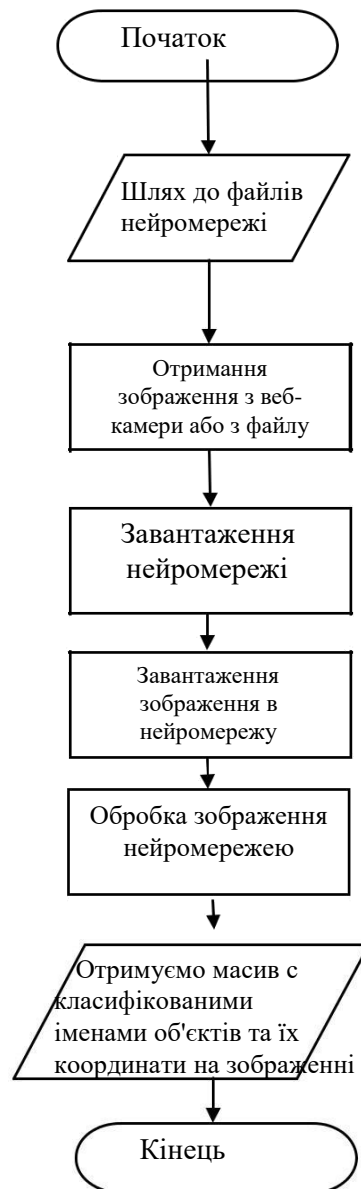 Початок
Шлях до файлів
нейромережі
Отримання
зображення з веб-
камери або з файлу
Завантаження
нейромережі
Завантаження
зображення в
нейромережу
Обробка зображення
нейромережею
Отримуємо масив с
класифікованими
іменами об'єктів та їх
координати на зображенні
Кінець